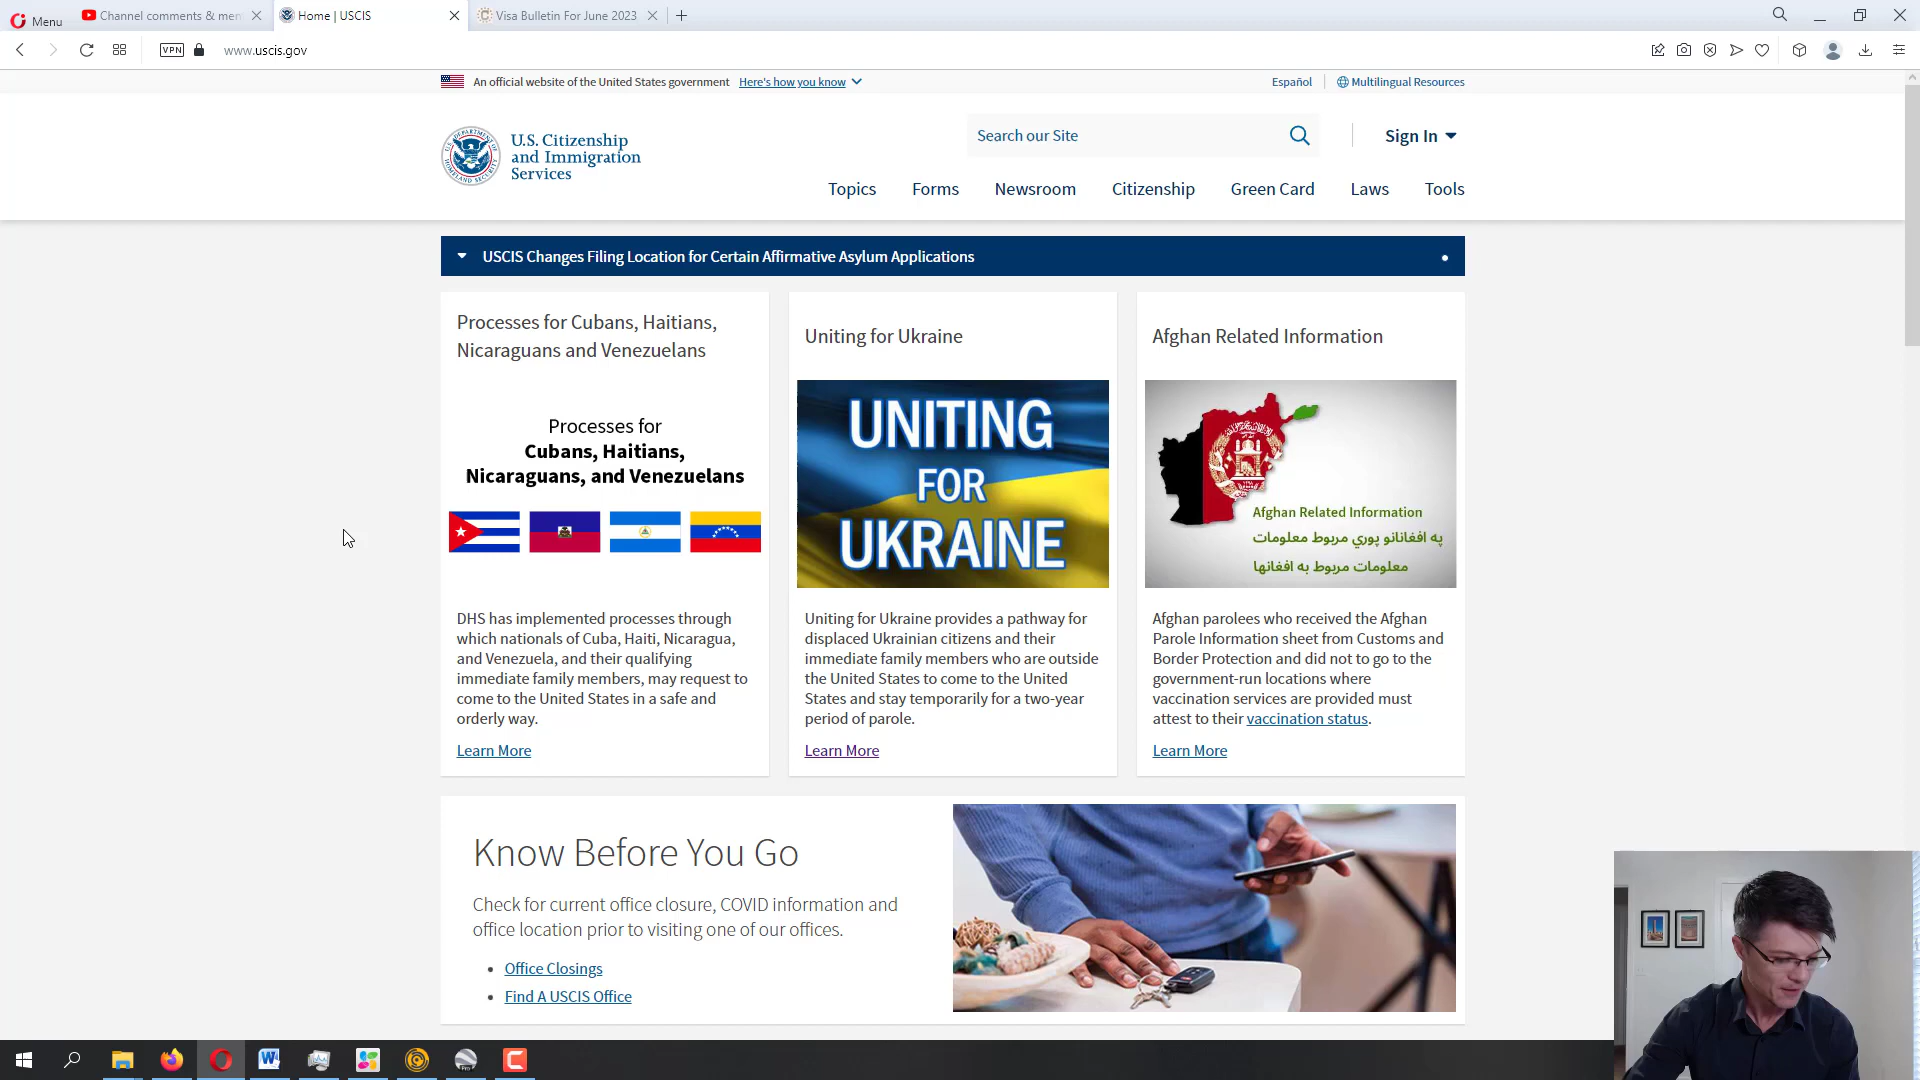 Menu
Channel comments & men
Home | USCIS
Visa Bulletin For June 2023
VPN
www.uscis.gov
An official website of the United States government Here's how you know
Español
Multilingual Resources
U.S. Citizenship
and Immigration
Services
Search our Site
Sign In
Topics Forms Newsroom Citizenship Green Card Laws Tools
USCIS Changes Filing Location for Certain Affirmative Asylum Applications
Processes for Cubans, Haitians,
Nicaraguans and Venezuelans
Processes for
Cubans, Haitians,
Nicaraguans, and Venezuelans
DHS has implemented processes through
which nationals of Cuba, Haiti, Nicaragua,
and Venezuela, and their qualifying
immediate family members, may request to
come to the United States in a safe and
orderly way.
Learn More
Uniting for Ukraine
UNITING
FOR
UKRAINE
Uniting for Ukraine provides a pathway for
displaced Ukrainian citizens and their
immediate family members who are outside
the United States to come to the United
States and stay temporarily for a two-year
period of parole.
Learn More
Afghan Related Information
Afghan Related Information
په افغانانو پوري مربوط معلومات
معلومات مربوط به افغانها
Afghan parolees who received the Afghan
Parole Information sheet from Customs and
Border Protection and did not to go to the
government-run locations where
vaccination services are provided must
attest to their vaccination status.
Learn More
Know Before You Go
Check for current office closure, COVID information and
office location prior to visiting one of our offices.
Office Closings
Find A USCIS Office